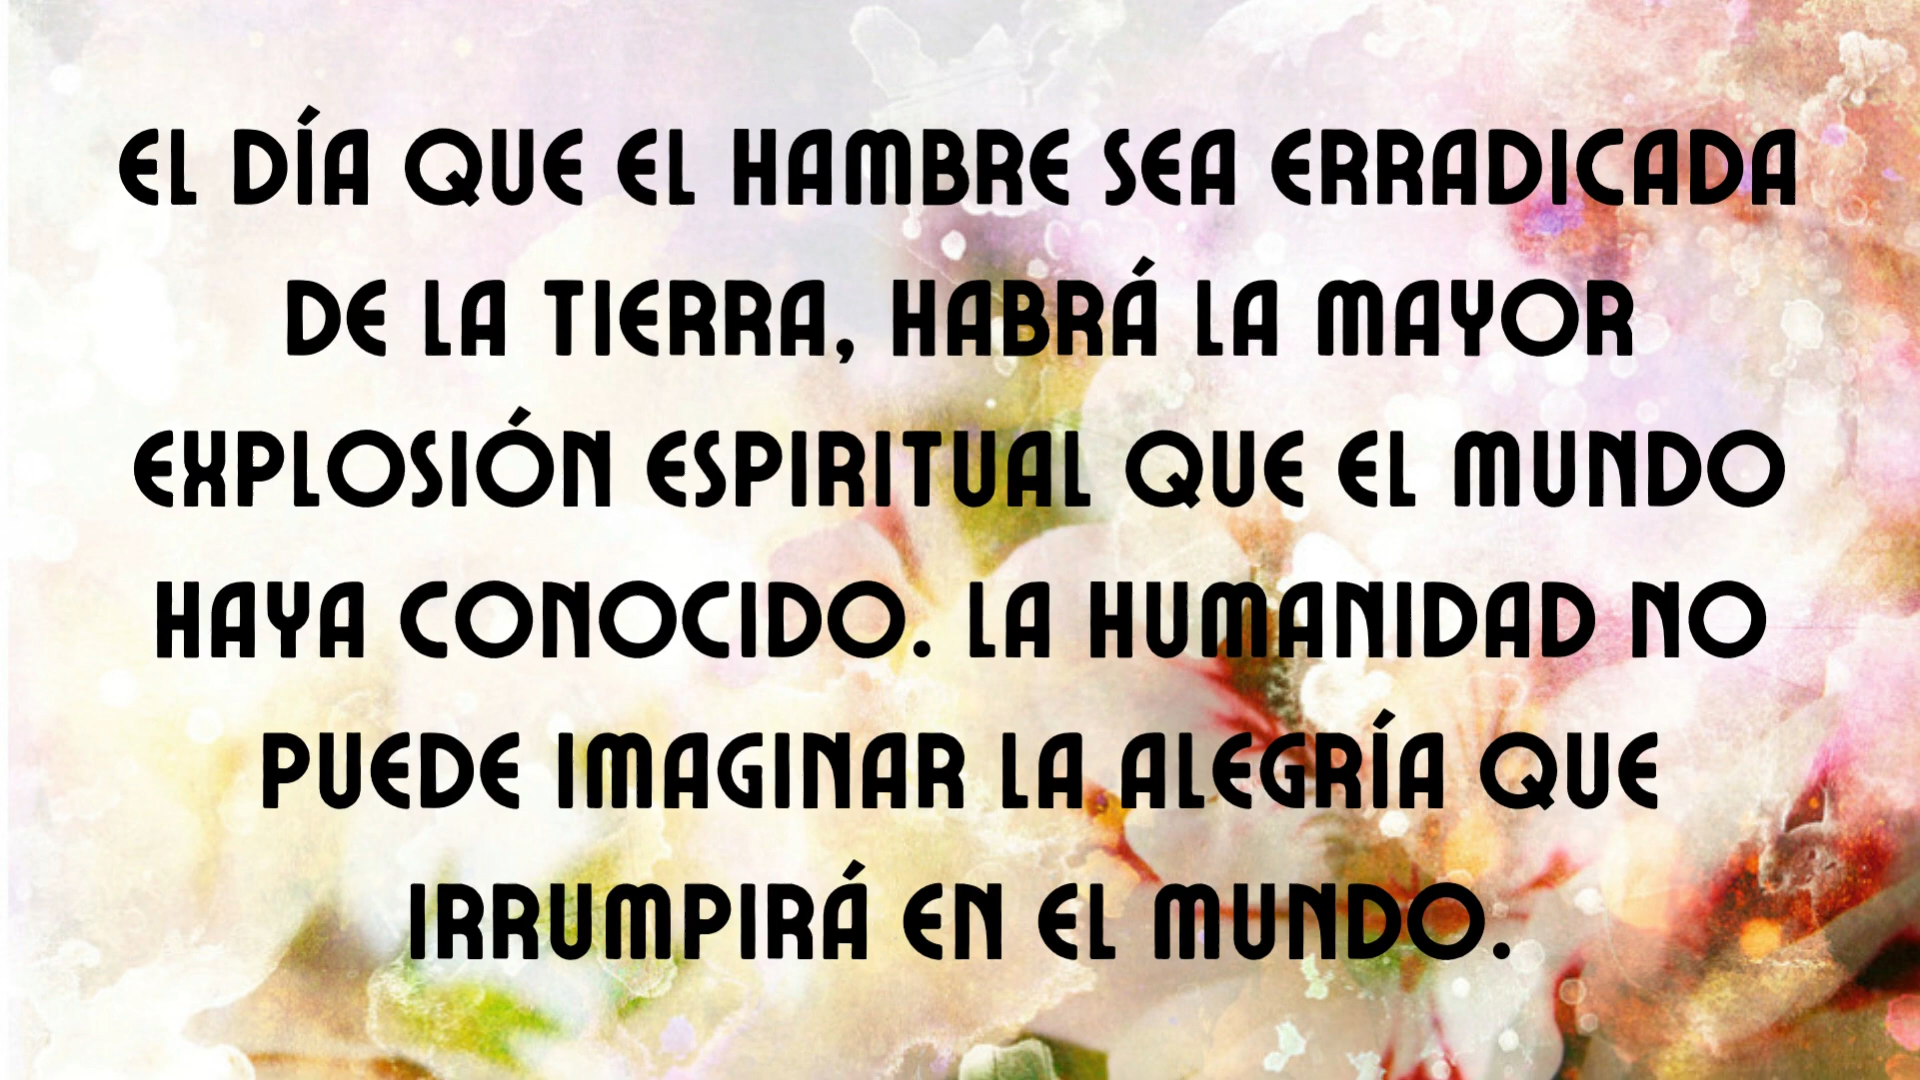 EL DÍA QUE EL HAMBRE SEA ERRADICADA
DE LA TIERRA, HABRÁ LA MAYOR
EXPLOSIÓN ESPIRITUAL QUE EL MUNDO
HAYA CONOCIDO. LA HUMANIDAD NO
PUEDE IMAGINAR LA ALEGRÍA QUE
IRRUMPIRÁ EN EL MUNDO.